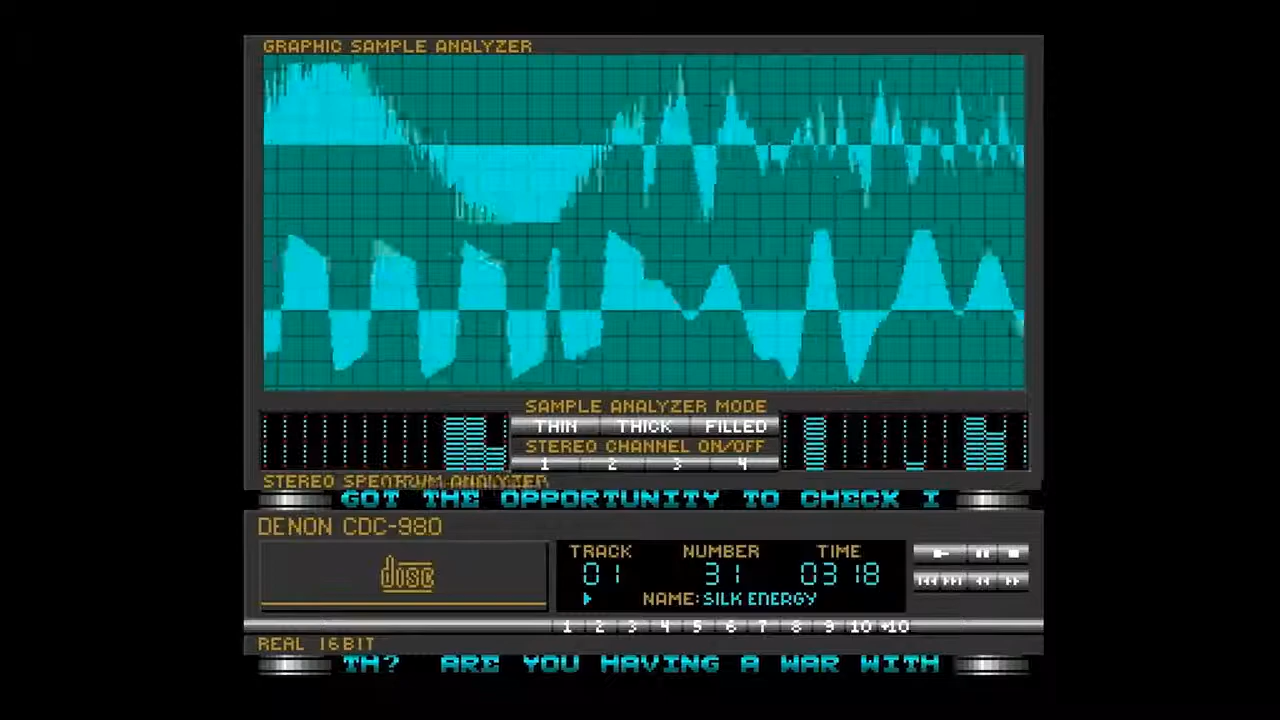 GRAPHIC SAMPLE ANALYZER
SAMPLE ANALYZER MODE
THIN THICK FILLED
STEREO CHANNEL ON/OFF
1 2 3 4
STEREO SPECTRUM ANALYZER
GOT THE OPPORTUNITY TO CHECK I
DENON CDC-980
disc
TRACK NUMBER TIME
01 31 03 18
NAME:SILK ENERGY
1 2 3 4 5 6 7 8 9 10 +10
REAL 16BIT
TH? ARE YOU HAVING A WAR WITH